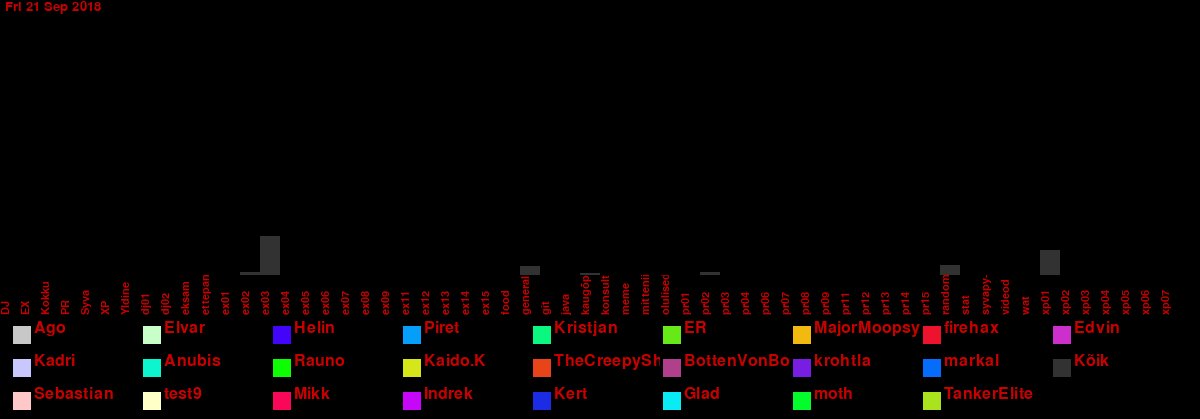 Fri 21 Sep 2018
DJ EX Kokku PR Syva XP Yldine dj01 dj02 eksam ettepan ex01 ex02 ex03 ex04 ex05 ex06 ex07 ex08 ex09 ex11 ex12 ex13 ex14 ex15 food general git java kaugõp konsult meme mittenii olulised pr01 pr02 pr03 pr04 pr06 pr07 pr08 pr09 pr11 pr12 pr13 pr14 pr15 random stat syvapy- videod wat xp01 xp02 xp03 xp04 xp05 xp06 xp07
Ago Elvar Helin Piret Kristjan ER MajorMoopsy firehax Edvin
Kadri Anubis Rauno Kaido.K TheCreepySh BottenVonBo krohtla markal Kõik
Sebastian test9 Mikk Indrek Kert Glad moth TankerElite